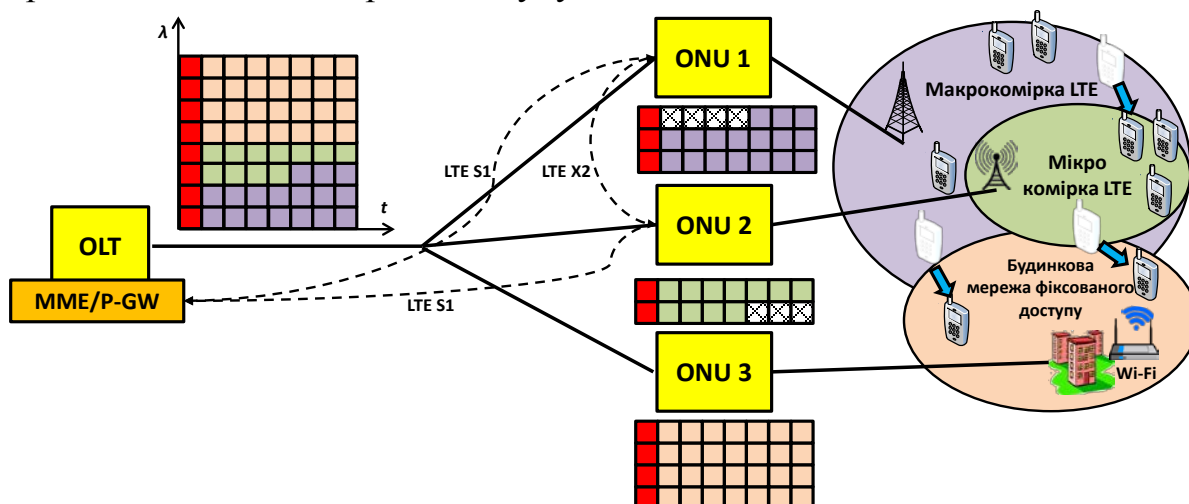 λ
t
OLT
MME/P-GW
LTE S1
LTE X2
LTE S1
ONU 1
ONU 2
ONU 3
Макрокомірка LTE
Мікро
комірка LTE
Будинкова
мережа фіксованого
доступу
Wi-Fi